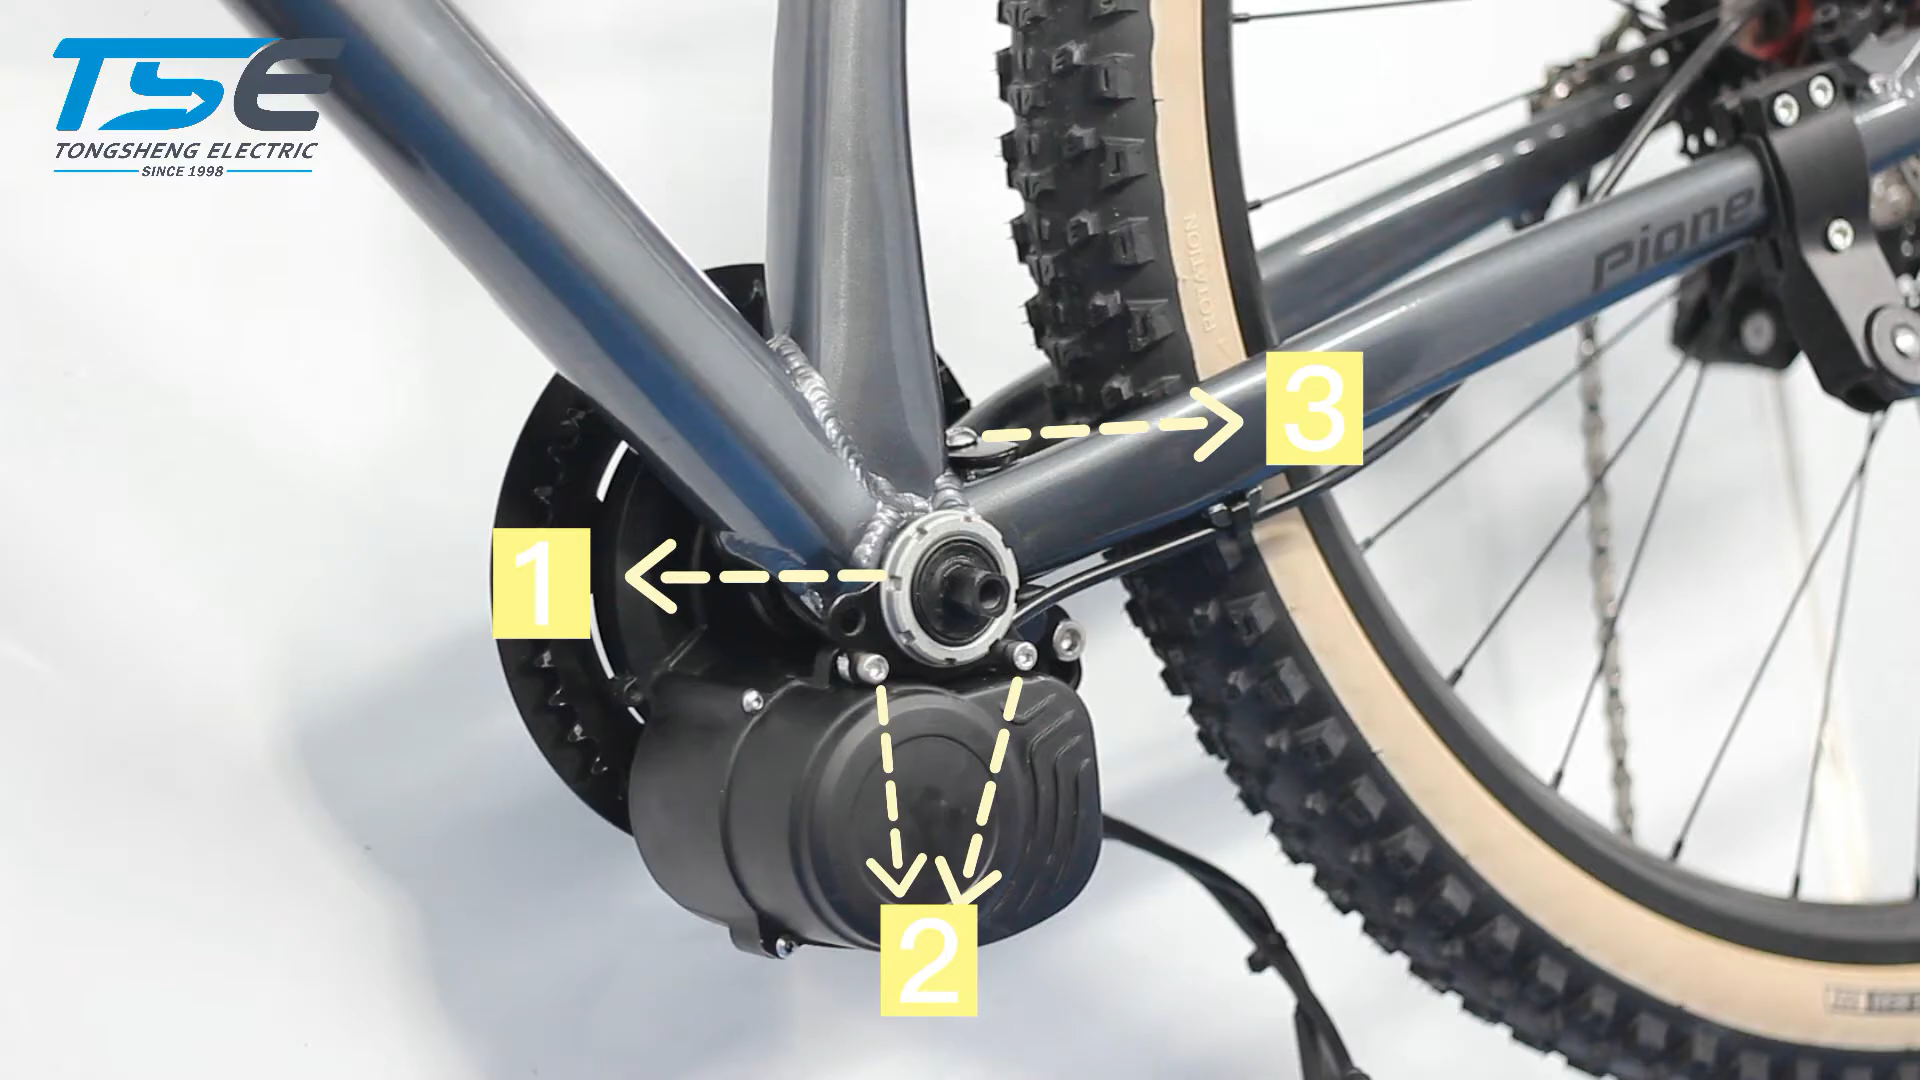 TSE
TONGSHENG ELECTRIC
SINCE 1998
Pione
ROTATION
3
1
2